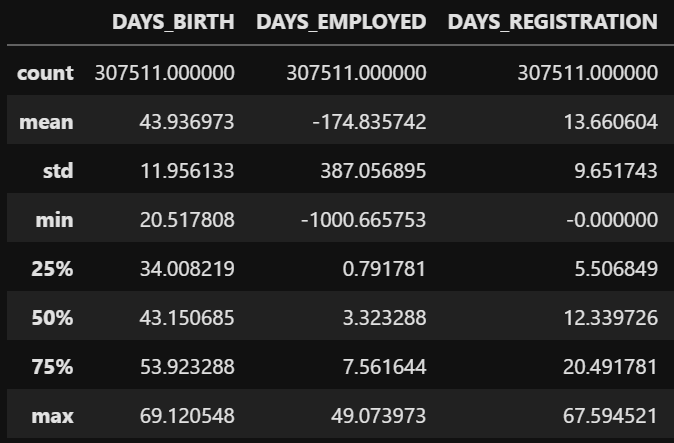 DAYS_BIRTH DAYS_EMPLOYED DAYS_REGISTRATION
count 307511.000000 307511.000000 307511.000000
mean 43.936973 -174.835742 13.660604
std 11.956133 387.056895 9.651743
min 20.517808 -1000.665753 -0.000000
25% 34.008219 0.791781 5.506849
50% 43.150685 3.323288 12.339726
75% 53.923288 7.561644 20.491781
max 69.120548 49.073973 67.594521